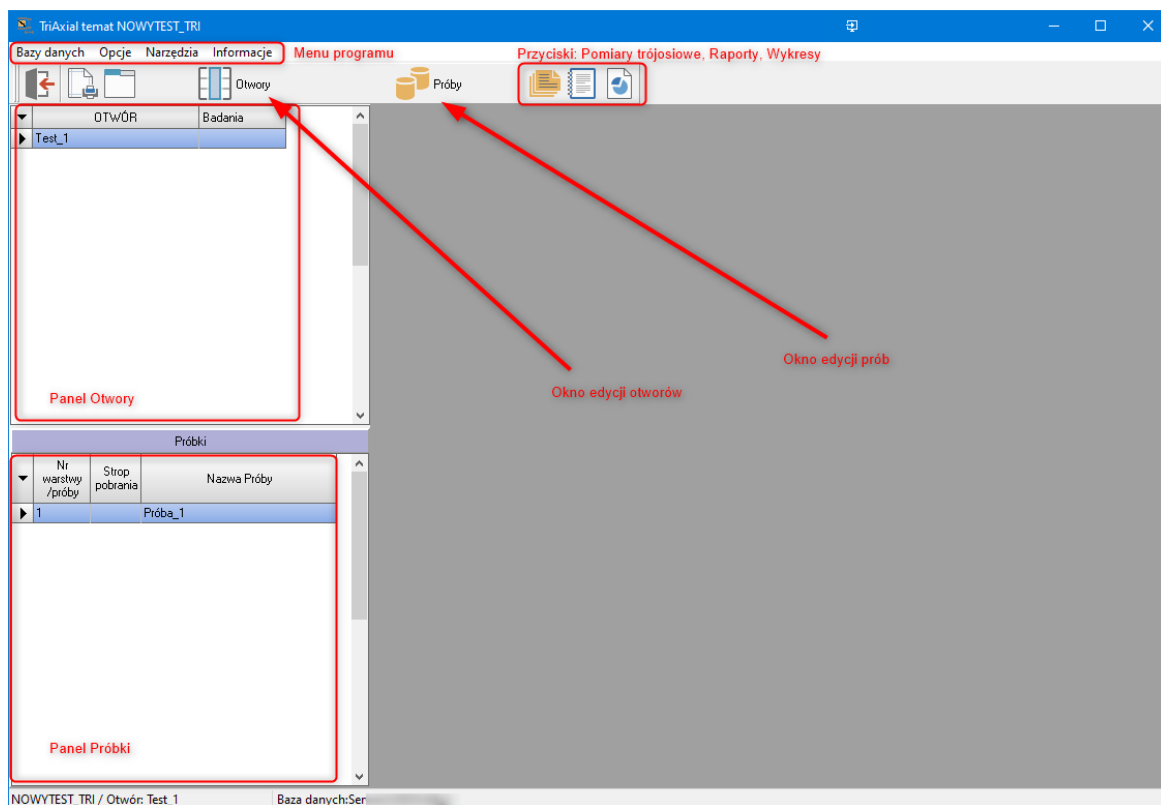 TriAxial temat NOWYTEST_TRI
Bazy danych Opcje Narzędzia Informacje
Menu programu
Przyciski: Pomiary trójosiowe, Raporty, Wykresy
Otwory
Próby
OTWÓR Badania
Test_1
Okno edycji prób
Okno edycji otworów
Panel Otwory
Próbki
Nr warstwy /próby
Strop pobrania
Nazwa Próby
1 Próba_1
Panel Próbki
NOWYTEST_TRI / Otwór: Test_1
Baza danych:Ser